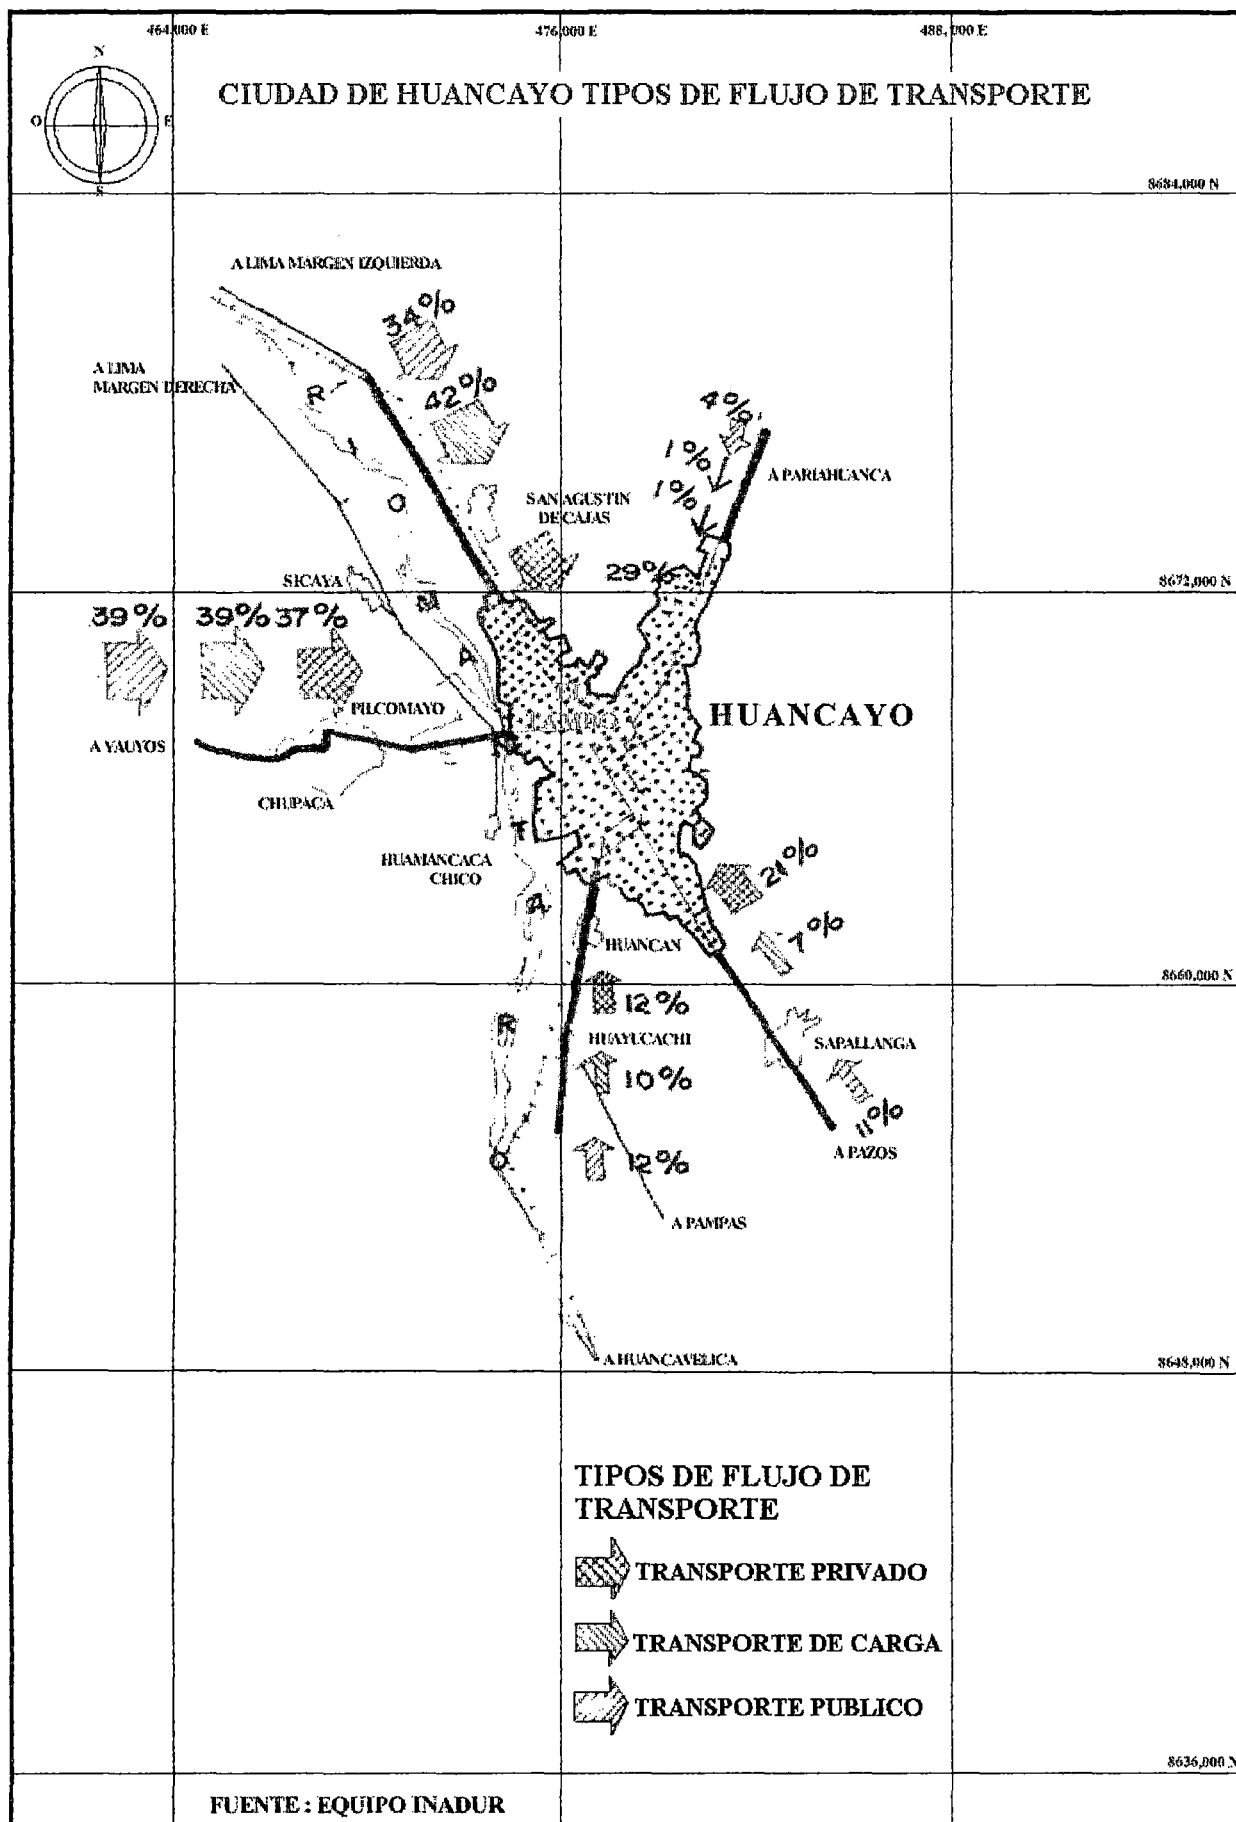 464,000 E
476,000 E
488,000 E
N
O
E
S
CIUDAD DE HUANCAYO TIPOS DE FLUJO DE TRANSPORTE
8684,000 N
A LIMA MARGEN IZQUIERDA
34%
A LIMA
MARGEN DERECHA
42%
4%
1%
1%
A PARIAHUANCA
SAN AGUSTIN
DE CAJAS
29%
SICAYA
8672,000 N
39%
39%
37%
RIO MANTARO
PILCOMAYO
EL
TAMBO
HUANCAYO
A YAUYOS
CHUPACA
HUAMANCACA
CHICO
21%
7%
HUANCAN
8660,000 N
12%
HUAYUCACHI
SAPALLANGA
10%
11%
A PAZOS
12%
A PAMPAS
A HUANCAVELICA
8648,000 N
TIPOS DE FLUJO DE
TRANSPORTE
TRANSPORTE PRIVADO
TRANSPORTE DE CARGA
TRANSPORTE PUBLICO
8636,000 N
FUENTE : EQUIPO INADUR